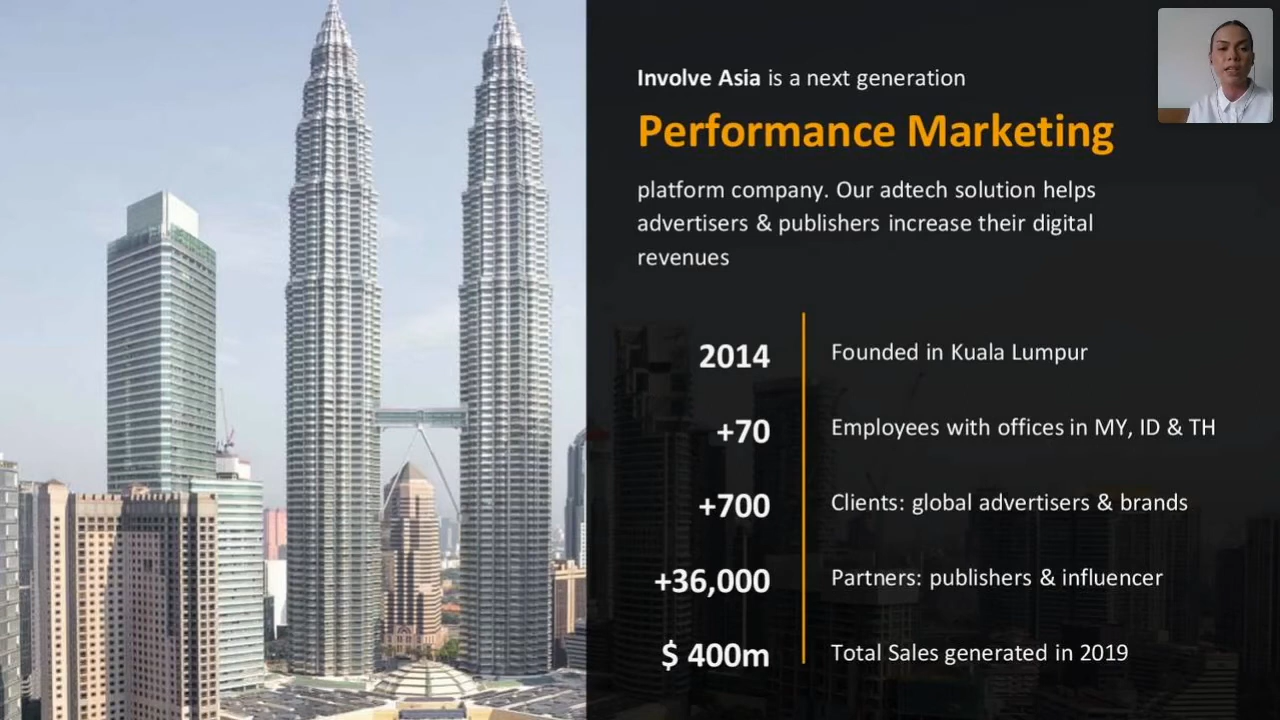 Involve Asia is a next generation
Performance Marketing
platform company. Our adtech solution helps
advertisers & publishers increase their digital
revenues
2014 Founded in Kuala Lumpur
+70 Employees with offices in MY, ID & TH
+700 Clients: global advertisers & brands
+36,000 Partners: publishers & influencer
$ 400m Total Sales generated in 2019